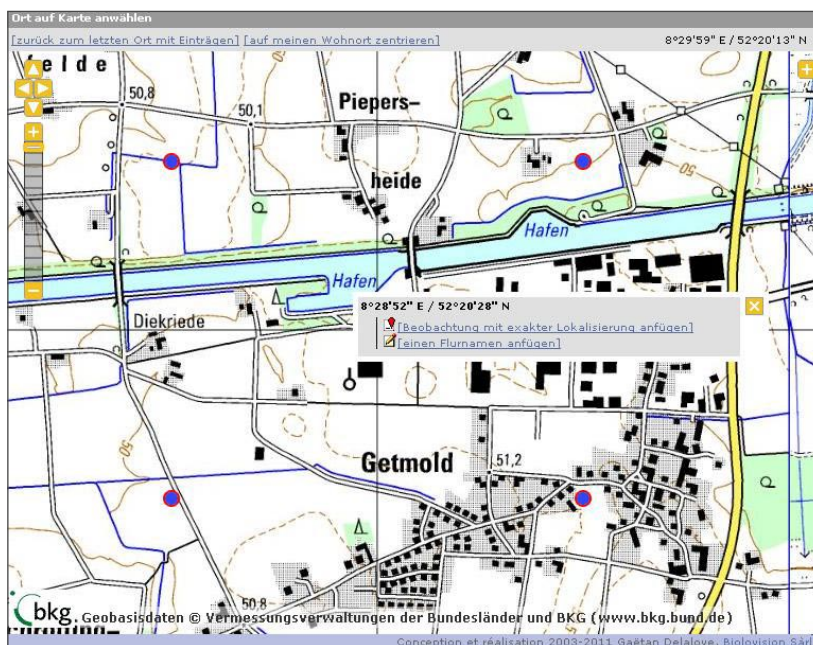 Ort auf Karte anwählen
[zurück zum letzten Ort mit Einträgen] [auf meinen Wohnort zentrieren] 8°29'59" E / 52°20'13" N
50,8
50,1
Piepers-
heide
50
Hafen
Hafen
8°28'52" E / 52°20'28" N
[Beobachtung mit exakter Lokalisierung anfügen]
[einen Flurnamen anfügen]
Diekriede
50
Getmold
51,2
50,8
bkg. Geobasisdaten © Vermessungsverwaltungen der Bundesländer und BKG (www.bkg.bund.de)
Conception et réalisation 2003-2011 Gaëtan Delaloye, Biolovision Sàrl